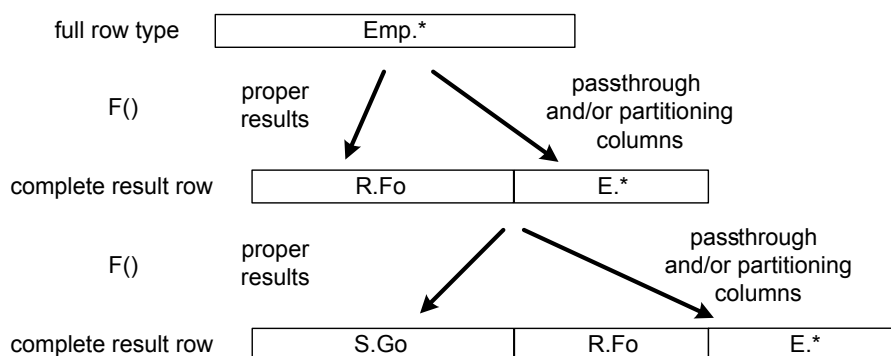 full row type
Emp.*
F()
proper
results
passthrough
and/or partitioning
columns
complete result row
R.Fo
E.*
F()
proper
results
passthrough
and/or partitioning
columns
complete result row
S.Go
R.Fo
E.*